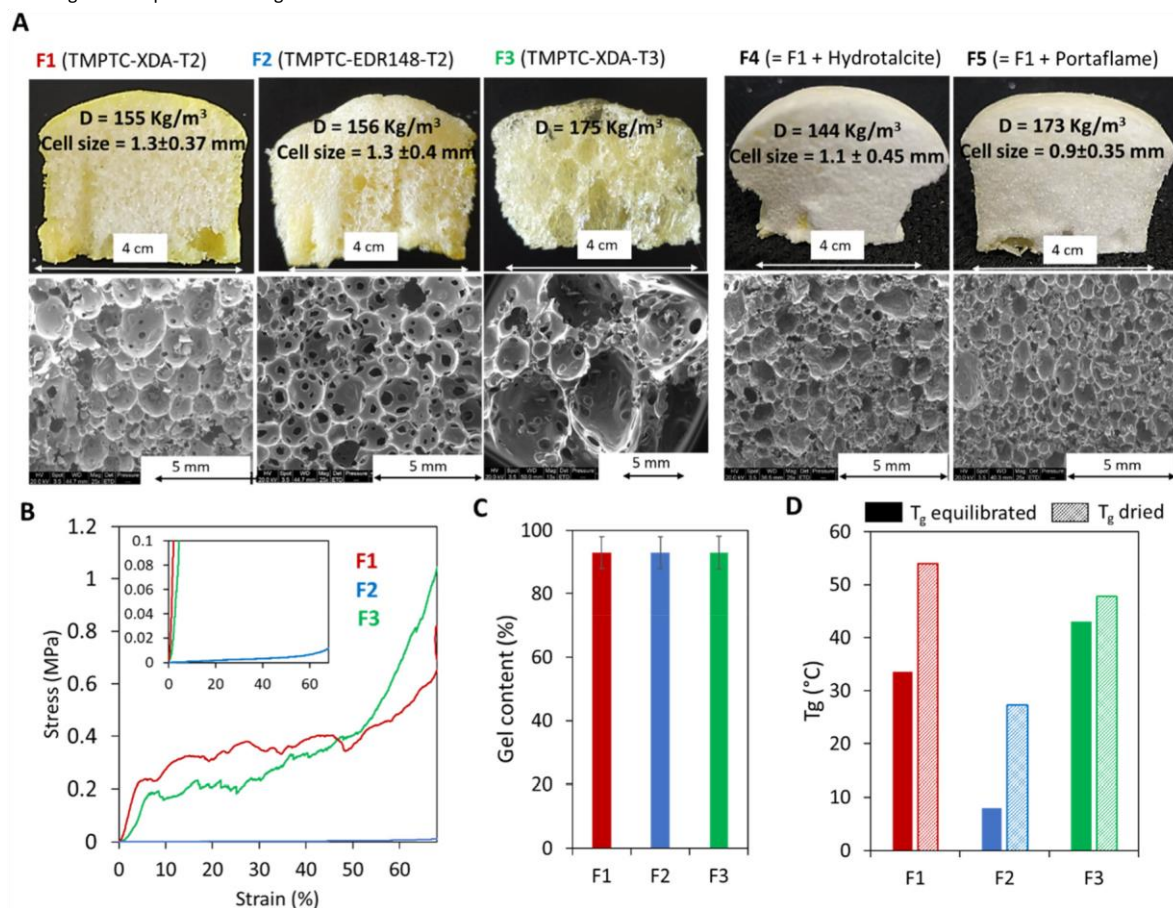 A
F1 (TMPTC-XDA-T2)
F2 (TMPTC-EDR148-T2)
F3 (TMPTC-XDA-T3)
F4 (= F1 + Hydrotalcite)
F5 (= F1 + Portaflame)
D = 155 Kg/m³
Cell size = 1.3±0.37 mm
4 cm
D = 156 Kg/m³
Cell size = 1.3 ±0.4 mm
4 cm
D = 175 Kg/m³
4 cm
D = 144 Kg/m³
Cell size = 1.1 ± 0.45 mm
4 cm
D = 173 Kg/m³
Cell size = 0.9±0.35 mm
4 cm
5 mm
5 mm
5 mm
5 mm
5 mm
B
Stress (MPa)
1.2
1
0.8
0.6
0.4
0.2
0
0.1
0.08
0.06
0.04
0.02
0
0 20 40 60
F1
F2
F3
0 10 20 30 40 50 60
Strain (%)
C
Gel content (%)
100
80
60
40
20
0
F1 F2 F3
D
Tg equilibrated
Tg dried
Tg (°C)
60
50
40
30
20
10
0
F1 F2 F3